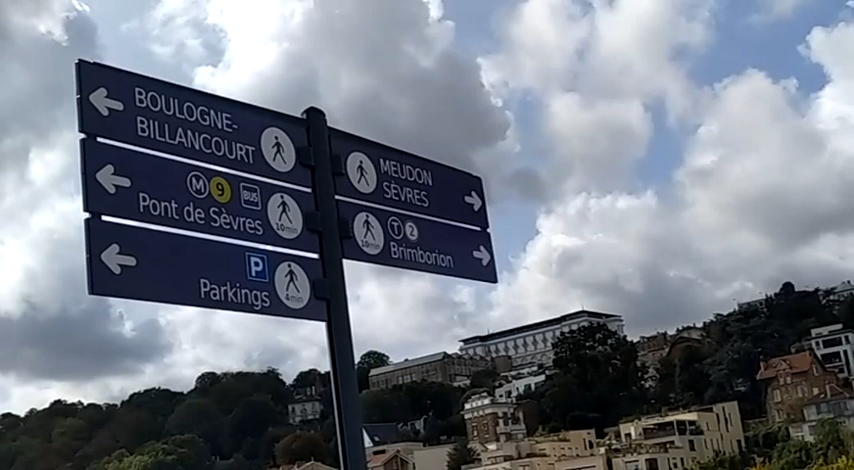 BOULOGNE-
BILLANCOURT
M 9 BUS
Pont de Sèvres
10min
P
Parkings
4min
MEUDON
SÈVRES
T 2
Brimborion
10min